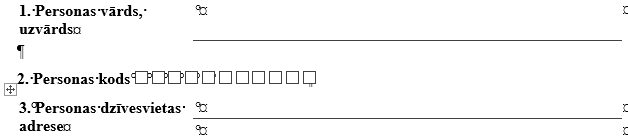 1. Personas vārds,
uzvārds¤
¶
2. Personas kods □□□□□□□□□□□
3. Personas dzīvesvietas
adrese¤